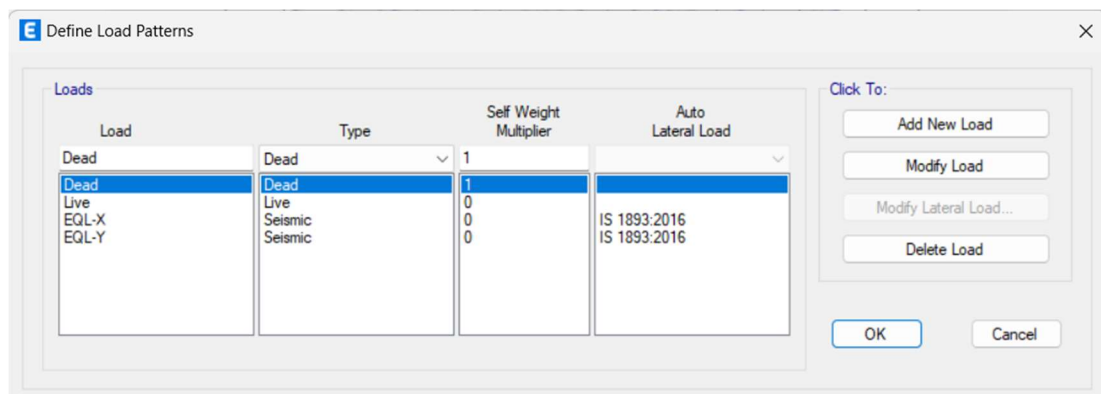 E Define Load Patterns
Loads
Click To:
Load Type Self Weight Multiplier Auto Lateral Load
Dead Dead 1
Dead Dead 1
Live Live 0
EQL-X Seismic 0 IS 1893:2016
EQL-Y Seismic 0 IS 1893:2016
Add New Load
Modify Load
Modify Lateral Load...
Delete Load
OK Cancel